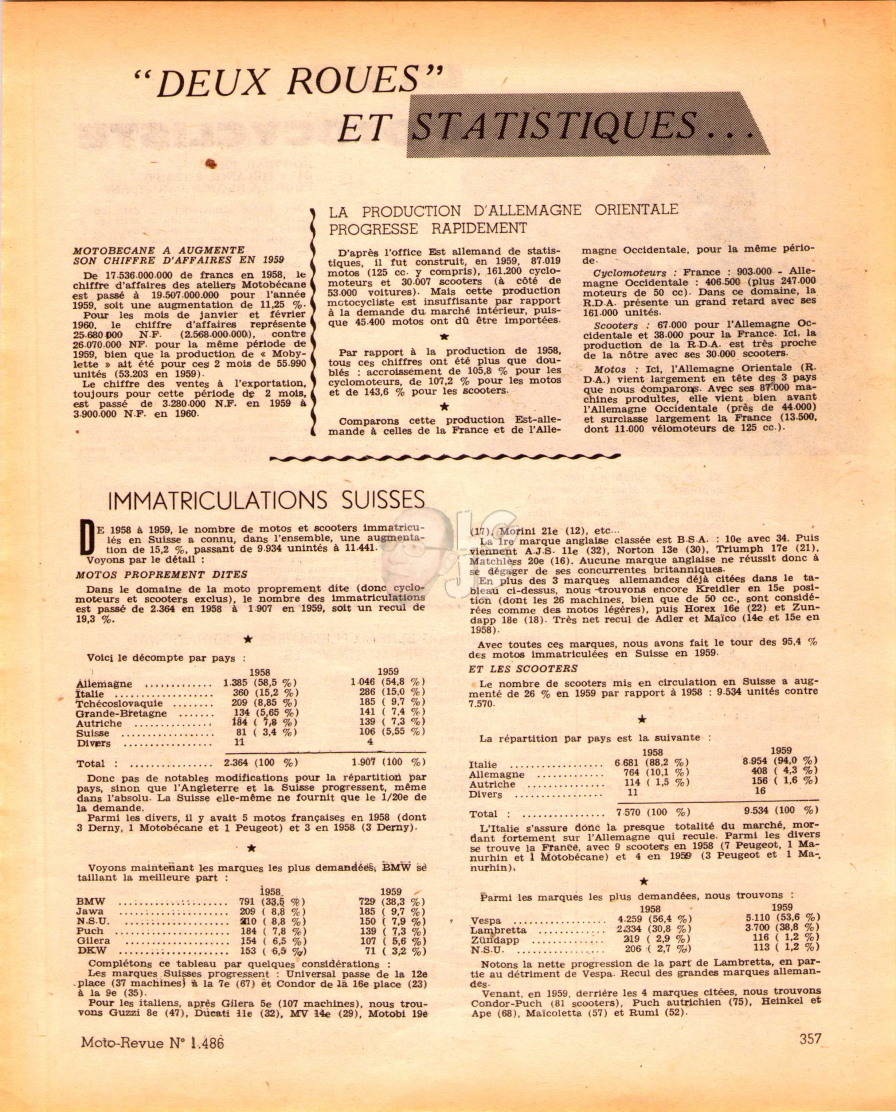 “DEUX ROUES”
ET STATISTIQUES...
MOTOBECANE A AUGMENTE
SON CHIFFRE D'AFFAIRES EN 1959
De 17.536.000.000 de francs en 1958, le
chiffre d'affaires des ateliers Motobécane
est passé à 19.507.000.000 pour l'année
1959, soit une augmentation de 11,25 %.
Pour les mois de janvier et février
1960, le chiffre d'affaires représente
25.680.000 N.F. (2.568.000.000), contre
26.070.000 NF. pour la même période de
1959, bien que la production de « Moby-
lette » ait été pour ces 2 mois de 55.990
unités (53.203 en 1959).
Le chiffre des ventes à l'exportation,
toujours pour cette période de 2 mois,
est passé de 3.280.000 N.F. en 1959 à
3.900.000 N.F. en 1960.
LA PRODUCTION D'ALLEMAGNE ORIENTALE
PROGRESSE RAPIDEMENT
D'après l'office Est allemand de statis-
tiques, il fut construit, en 1959, 87.019
motos (125 cc. y compris), 161.200 cyclo-
moteurs et 30.007 scooters (à côté de
53.000 voitures). Mais cette production
motocycliste est insuffisante par rapport
à la demande du marché intérieur, puis-
que 45.400 motos ont dû être importées.
★
Par rapport à la production de 1958,
tous ces chiffres ont été plus que dou-
blés : accroissement de 105,8 % pour les
cyclomoteurs, de 107,2 % pour les motos
et de 143,6 % pour les scooters.
★
Comparons cette production Est-alle-
mande à celles de la France et de l'Alle-
magne Occidentale, pour la même pério-
de.
Cyclomoteurs : France : 903.000 - Alle-
magne Occidentale : 406.500 (plus 247.000
moteurs de 50 cc). Dans ce domaine, la
R.D.A. présente un grand retard avec ses
161.000 unités.
Scooters : 67.000 pour l'Allemagne Oc-
cidentale et 38.000 pour la France. Ici, la
production de la R.D.A. est très proche
de la nôtre avec ses 30.000 scooters.
Motos : Ici, l'Allemagne Orientale (R.
D.A.) vient largement en tête des 3 pays
que nous comparons. Avec ses 87.000 ma-
chines produites, elle vient bien avant
l'Allemagne Occidentale (près de 44.000)
et surclasse largement la France (13.500,
dont 11.000 vélomoteurs de 125 cc.).
IMMATRICULATIONS SUISSES
DE 1958 à 1959, le nombre de motos et scooters immatricu-
lés en Suisse a connu, dans l'ensemble, une augmenta-
tion de 15,2 %, passant de 9.934 unintés à 11.441.
Voyons par le détail :
MOTOS PROPREMENT DITES
Dans le domaine de la moto proprement dite (donc cyclo-
moteurs et scooters exclus), le nombre des immatriculations
est passé de 2.364 en 1958 à 1.907 en 1959, soit un recul de
19,3 %.
★
Voici le décompte par pays :
1958 1959
Allemagne ............ 1.385 (58,5 %) 1.046 (54,8 %)
Italie .................. 360 (15,2 %) 286 (15,0 %)
Tchécoslovaquie ....... 209 (8,85 %) 185 ( 9,7 %)
Grande-Bretagne ...... 134 (5,65 %) 141 ( 7,4 %)
Autriche ............... 184 ( 7,8 %) 139 ( 7,3 %)
Suisse ................. 81 ( 3,4 %) 106 (5,55 %)
Divers ................. 11 4
Total : ................ 2.364 (100 %) 1.907 (100 %)
Donc pas de notables modifications pour la répartition par
pays, sinon que l'Angleterre et la Suisse progressent, même
dans l'absolu. La Suisse elle-même ne fournit que le 1/20e de
la demande.
Parmi les divers, il y avait 5 motos françaises en 1958 (dont
3 Derny, 1 Motobécane et 1 Peugeot) et 3 en 1958 (3 Derny).
★
Voyons maintenant les marques les plus demandées, BMW se
taillant la meilleure part :
1958 1959
BMW .................. 791 (33,5 %) 729 (38,3 %)
Jawa .................. 209 ( 8,8 %) 185 ( 9,7 %)
N.S.U. ................ 210 ( 8,8 %) 150 ( 7,9 %)
Puch .................. 184 ( 7,8 %) 139 ( 7,3 %)
Gilera ................. 154 ( 6,5 %) 107 ( 5,6 %)
DKW .................. 153 ( 6,5 %) 71 ( 3,2 %)
Complétons ce tableau par quelques considérations :
Les marques Suisses progressent : Universal passe de la 12e
place (37 machines) à la 7e (67) et Condor de la 16e place (23)
à la 9e (35).
Pour les italiens, après Gilera 5e (107 machines), nous trou-
vons Guzzi 8e (47), Ducati 11e (32), MV 14e (29), Motobi 19e
(17), Morini 21e (12), etc...
La 1re marque anglaise classée est B.S.A. : 10e avec 34. Puis
viennent A.J.S. 11e (32), Norton 13e (30), Triumph 17e (21),
Matchless 20e (16). Aucune marque anglaise ne réussit donc à
se dégager de ses concurrentes britanniques.
En plus des 3 marques allemandes déjà citées dans le ta-
bleau ci-dessus, nous trouvons encore Kreidler en 15e posi-
tion (dont les 26 machines, bien que de 50 cc., sont considé-
rées comme des motos légères), puis Horex 16e (22) et Zun-
dapp 18e (18). Très net recul de Adler et Maïco (14e et 15e en
1958).
Avec toutes ces marques, nous avons fait le tour des 95,4 %
des motos immatriculées en Suisse en 1959.
ET LES SCOOTERS
Le nombre de scooters mis en circulation en Suisse a aug-
menté de 26 % en 1959 par rapport à 1958 : 9.534 unités contre
7.570.
★
La répartition par pays est la suivante :
1958 1959
Italie .................. 6.681 (88,2 %) 8.954 (94,0 %)
Allemagne ............. 764 (10,1 %) 408 ( 4,3 %)
Autriche ............... 114 ( 1,5 %) 156 ( 1,6 %)
Divers ................. 11 16
Total : ................ 7.570 (100 %) 9.534 (100 %)
L'Italie s'assure donc la presque totalité du marché, mor-
dant fortement sur l'Allemagne qui recule. Parmi les divers
se trouve la France, avec 9 scooters en 1958 (7 Peugeot, 1 Ma-
nurhin et 1 Motobécane) et 4 en 1959 (3 Peugeot et 1 Ma-
nurhin).
★
Parmi les marques les plus demandées, nous trouvons :
1958 1959
Vespa .................. 4.259 (56,4 %) 5.110 (53,6 %)
Lambretta ............. 2.334 (30,8 %) 3.700 (38,8 %)
Zündapp .............. 219 ( 2,9 %) 116 ( 1,2 %)
N.S.U. ................. 206 ( 2,7 %) 113 ( 1,2 %)
Notons la nette progression de la part de Lambretta, en par-
tie au détriment de Vespa. Recul des grandes marques alleman-
des.
Venant, en 1959, derrière les 4 marques citées, nous trouvons
Condor-Puch (81 scooters), Puch autrichien (75), Heinkel et
Ape (68), Maïcoletta (57) et Rumi (52).
Moto-Revue N° 1.486
357